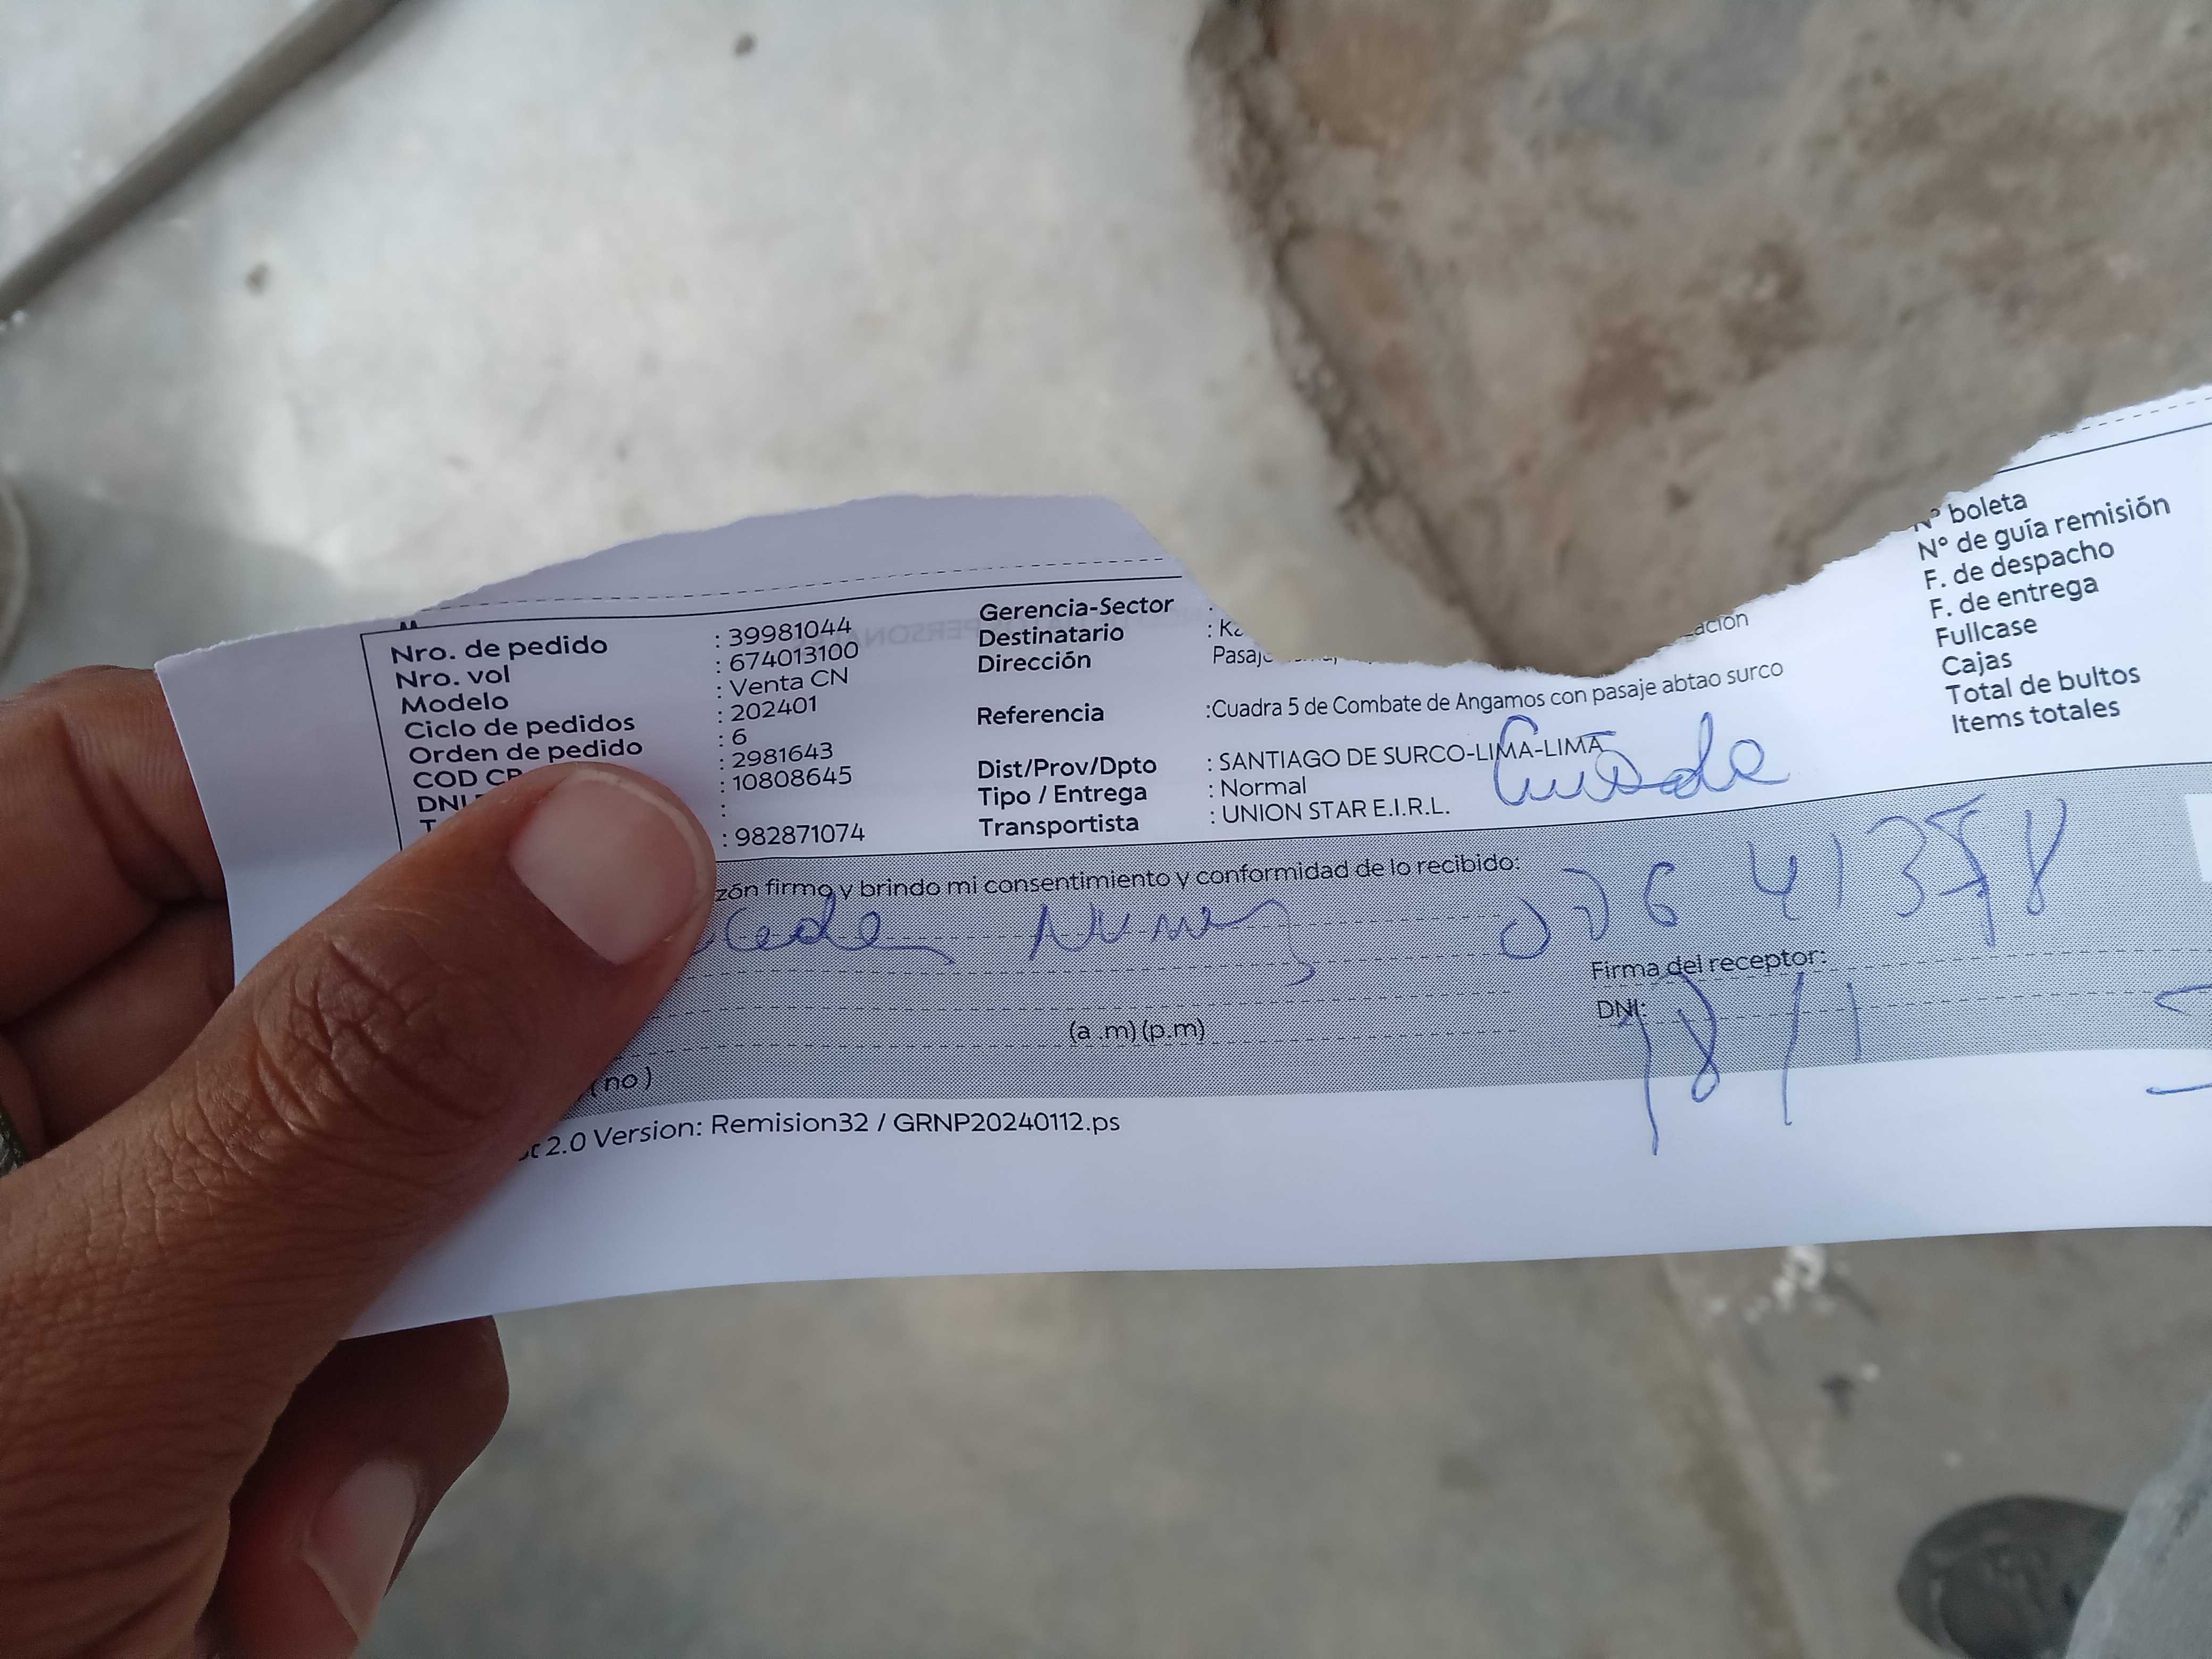 Nro. de pedido : 39981044
Nro. vol : 674013100
Modelo : Venta CN
Ciclo de pedidos : 202401
Orden de pedido : 6
COD : 2981643
DNI : 10808645
:
: 982871074
Gerencia-Sector :
Destinatario :
Dirección
Referencia :Cuadra 5 de Combate de Angamos con pasaje abtao surco
Dist/Prov/Dpto : SANTIAGO DE SURCO-LIMA-LIMA
Tipo / Entrega : Normal
Transportista : UNION STAR E.I.R.L.
boleta
N° de guía remisión
F. de despacho
F. de entrega
Fullcase
Cajas
Total de bultos
Items totales
firmo y brindo mi consentimiento y conformidad de lo recibido:
Firma del receptor:
DNI:
(a .m) (p.m)
(no)
2.0 Version: Remision32 / GRNP20240112.ps